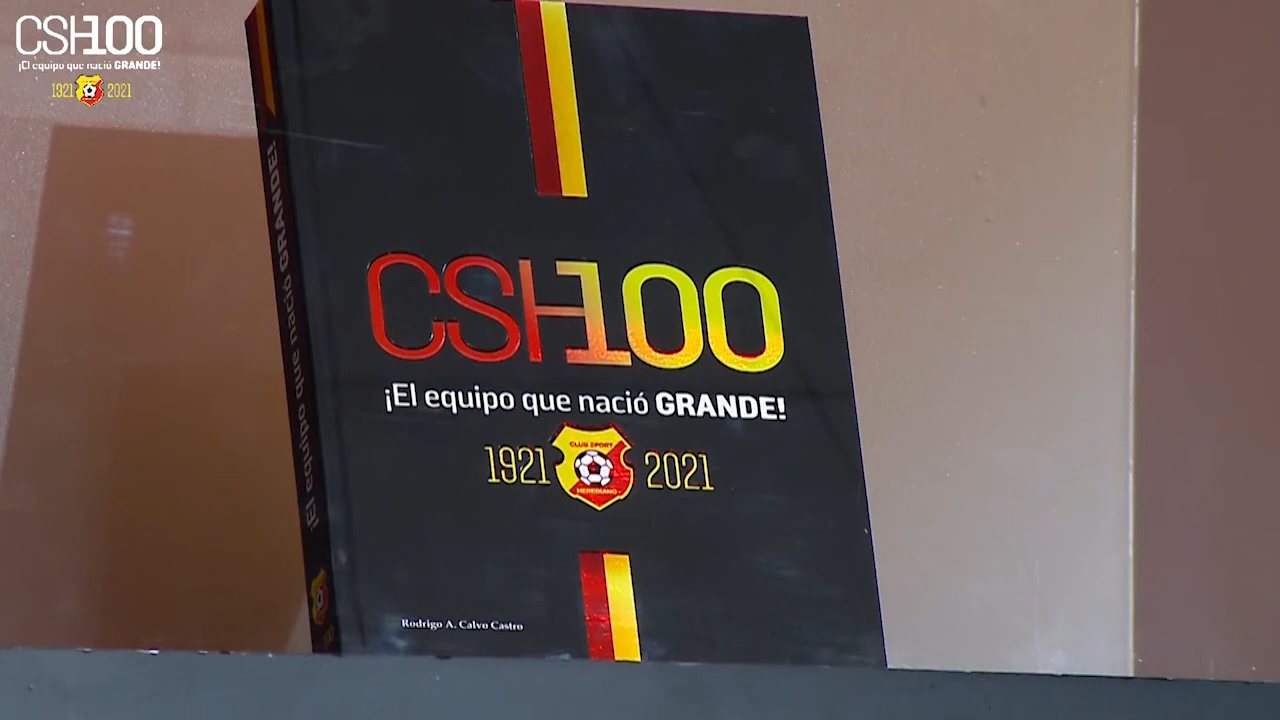 CSH100
¡El equipo que nació GRANDE!
1921 2021
¡El equipo que nació GRANDE!
CSH100
¡El equipo que nació GRANDE!
1921 2021
CLUB SPORT
HEREDIANO
Rodrigo A. Calvo Castro